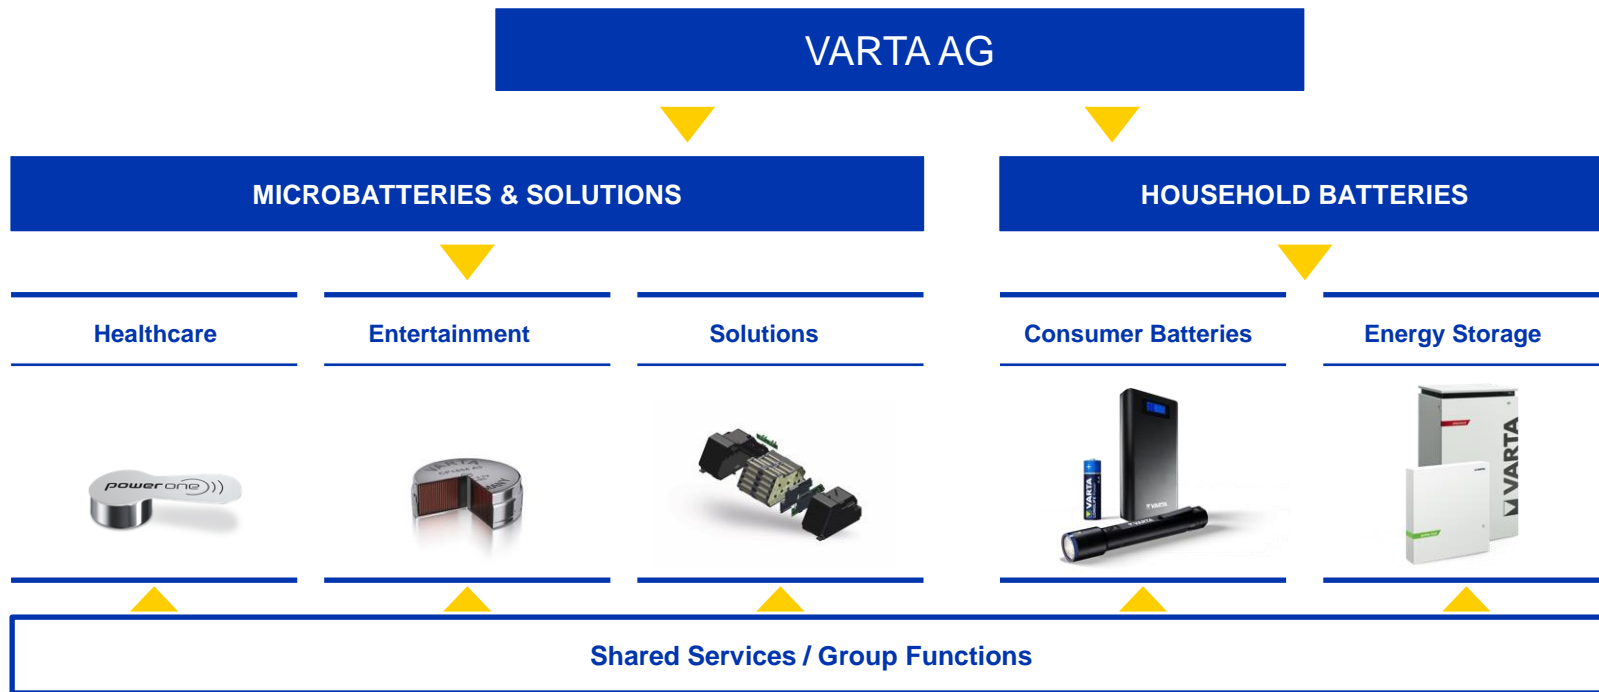 VARTA AG
MICROBATTERIES & SOLUTIONS
HOUSEHOLD BATTERIES
Healthcare
Entertainment
Solutions
Consumer Batteries
Energy Storage
power one
VARTA
VARTA
VARTA
VARTA
Shared Services / Group Functions